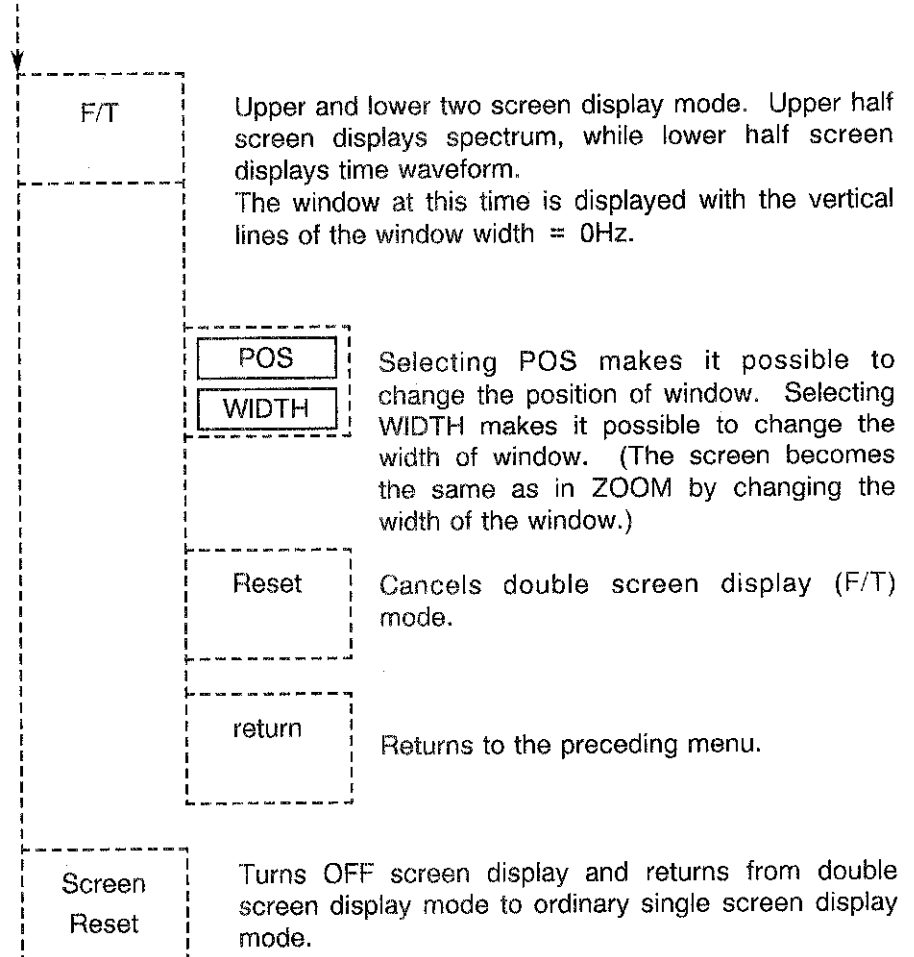 F/T
Upper and lower two screen display mode. Upper half
screen displays spectrum, while lower half screen
displays time waveform.
The window at this time is displayed with the vertical
lines of the window width = 0Hz.
POS
WIDTH
Selecting POS makes it possible to
change the position of window. Selecting
WIDTH makes it possible to change the
width of window. (The screen becomes
the same as in ZOOM by changing the
width of the window.)
Reset
Cancels double screen display (F/T)
mode.
return
Returns to the preceding menu.
Screen
Reset
Turns OFF screen display and returns from double
screen display mode to ordinary single screen display
mode.